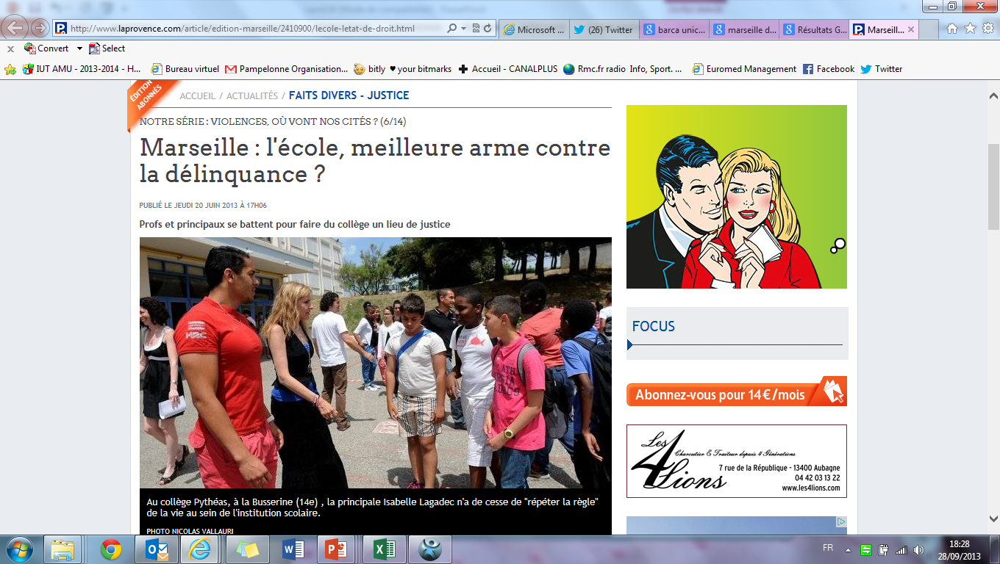 http://www.laprovence.com/article/edition-marseille/2410900/lecole-letat-de-droit.html
Microsoft ...
(26) Twitter
barca unic...
marseille d...
Résultats G...
Marseill...
x Convert Select
IUT AMU - 2013-2014 - H...
Bureau virtuel
Pampelonne Organisation...
bitly ♥ your bitmarks
Accueil - CANALPLUS
Rmc.fr radio Info, Sport. ...
Euromed Management
Facebook
Twitter
ÉDITION
ABONNÉS
ACCUEIL / ACTUALITÉS / FAITS DIVERS - JUSTICE
NOTRE SÉRIE : VIOLENCES, OÙ VONT NOS CITÉS ? (6/14)
Marseille : l'école, meilleure arme contre
la délinquance ?
PUBLIÉ LE JEUDI 20 JUIN 2013 À 17H06
Profs et principaux se battent pour faire du collège un lieu de justice
HRC
Au collège Pythéas, à la Busserine (14e) , la principale Isabelle Lagadec n'a de cesse de "répéter la règle"
de la vie au sein de l'institution scolaire.
PHOTO NICOLAS VALLAURI
FOCUS
Abonnez-vous pour 14€/mois
Les
4
Lions
Charcutier & Traiteur depuis 4 Générations
7 rue de la République - 13400 Aubagne
04 42 03 13 22
www.les4lions.com
FR
18:28
28/09/2013